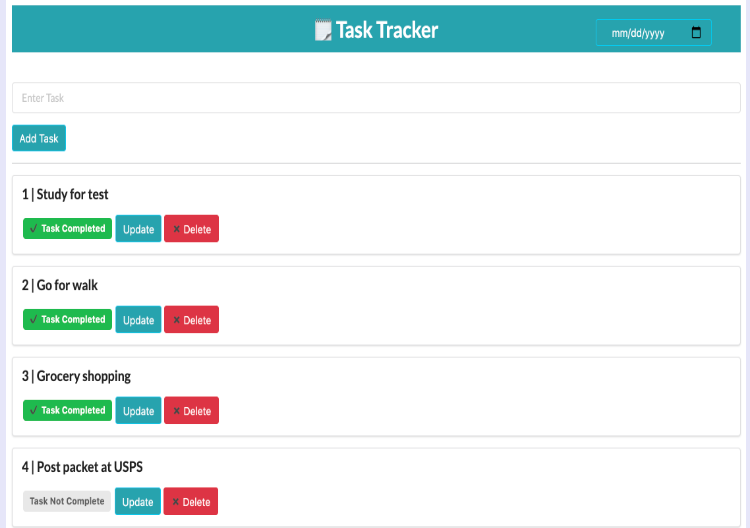 Task Tracker
mm/dd/yyyy
Enter Task
Add Task
1 | Study for test
✓ Task Completed Update ✕ Delete
2 | Go for walk
✓ Task Completed Update ✕ Delete
3 | Grocery shopping
✓ Task Completed Update ✕ Delete
4 | Post packet at USPS
Task Not Complete Update ✕ Delete